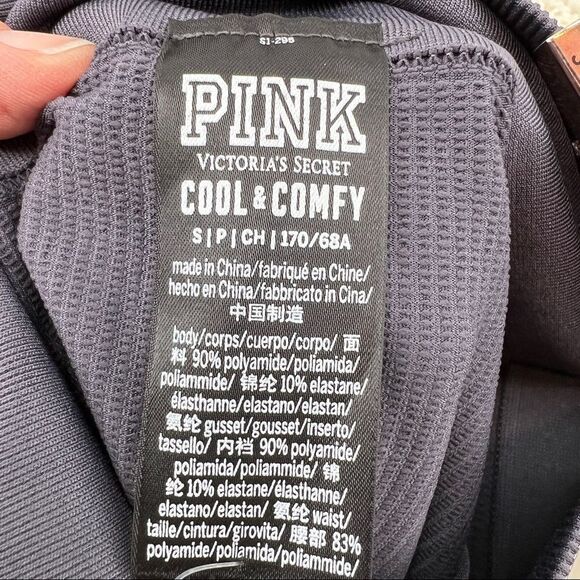 S1-296
PINK
VICTORIA'S SECRET
COOL & COMFY
S | P | CH | 170/68A
made in China/fabriqué en Chine/
hecho en China/fabbricato in Cina/
中国制造
body/corps/cuerpo/corpo/ 面
料 90% polyamide/poliamida/
poliammide/ 锦纶 10% elastane/
élasthanne/elastano/elastan/
氨纶 gusset/gousset/inserto/
tassello/ 内裆 90% polyamide/
poliamida/poliammide/ 锦
纶 10% elastane/élasthanne/
elastano/elastan/ 氨纶 waist/
taille/cintura/girovita/ 腰部 83%
polyamide/poliamida/poliammide/